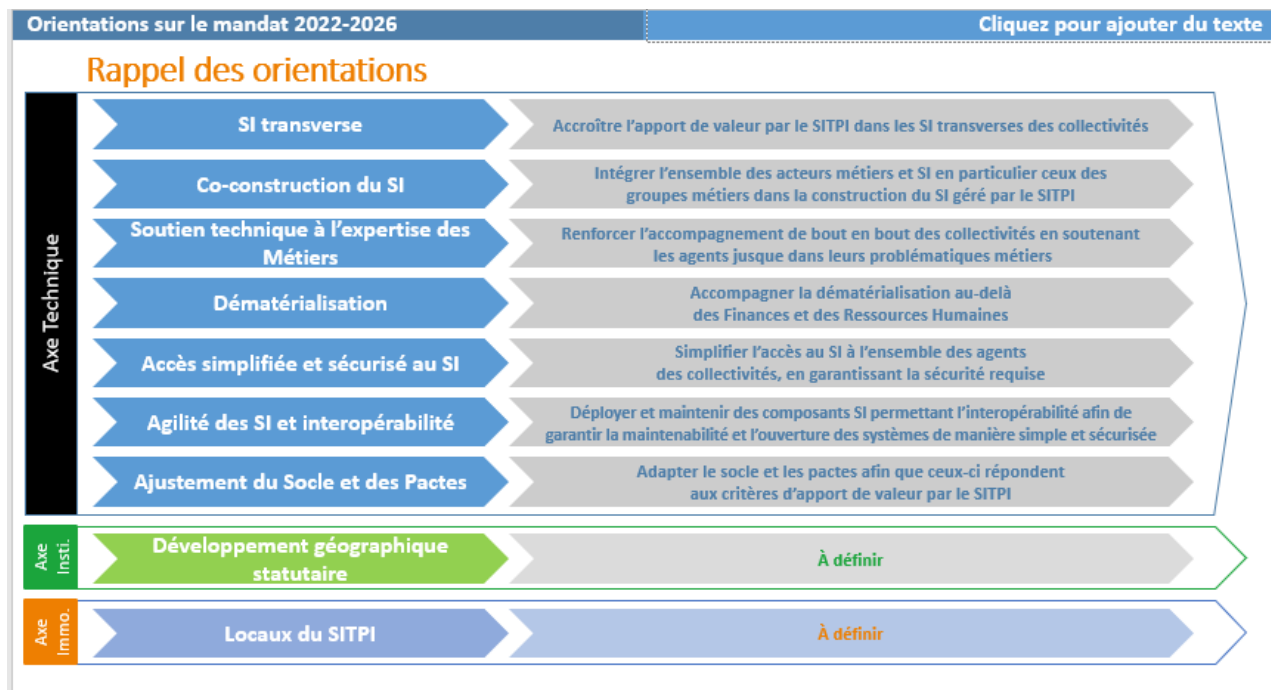 Orientations sur le mandat 2022-2026
Cliquez pour ajouter du texte
Rappel des orientations
Axe Technique
SI transverse
Accroître l'apport de valeur par le SITPI dans les SI transverses des collectivités
Co-construction du SI
Intégrer l'ensemble des acteurs métiers et SI en particulier ceux des
groupes métiers dans la construction du SI géré par le SITPI
Soutien technique à l'expertise des
Métiers
Renforcer l'accompagnement de bout en bout des collectivités en soutenant
les agents jusque dans leurs problématiques métiers
Dématérialisation
Accompagner la dématérialisation au-delà
des Finances et des Ressources Humaines
Accès simplifiée et sécurisé au SI
Simplifier l'accès au SI à l'ensemble des agents
des collectivités, en garantissant la sécurité requise
Agilité des SI et interopérabilité
Déployer et maintenir des composants SI permettant l'interopérabilité afin de
garantir la maintenabilité et l'ouverture des systèmes de manière simple et sécurisée
Ajustement du Socle et des Pactes
Adapter le socle et les pactes afin que ceux-ci répondent
aux critères d'apport de valeur par le SITPI
Axe
Insti.
Développement géographique
statutaire
À définir
Axe
Immo.
Locaux du SITPI
À définir